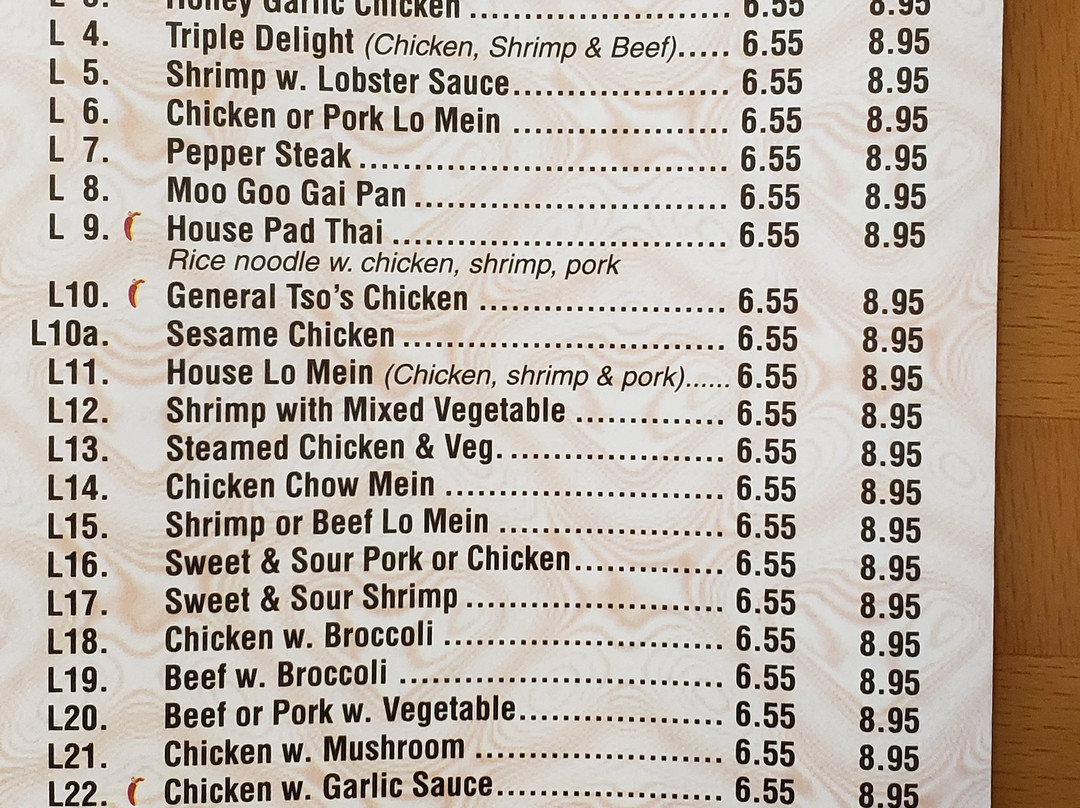 Honey Garlic Chicken ........................ 6.55 8.95
L 4. Triple Delight (Chicken, Shrimp & Beef)..... 6.55 8.95
L 5. Shrimp w. Lobster Sauce.............................. 6.55 8.95
L 6. Chicken or Pork Lo Mein .............................. 6.55 8.95
L 7. Pepper Steak ................................................... 6.55 8.95
L 8. Moo Goo Gai Pan ........................................... 6.55 8.95
L 9. House Pad Thai .............................................. 6.55 8.95
Rice noodle w. chicken, shrimp, pork
L10. General Tso's Chicken .................................. 6.55 8.95
L10a. Sesame Chicken ............................................ 6.55 8.95
L11. House Lo Mein (Chicken, shrimp & pork)...... 6.55 8.95
L12. Shrimp with Mixed Vegetable ..................... 6.55 8.95
L13. Steamed Chicken & Veg. .............................. 6.55 8.95
L14. Chicken Chow Mein ....................................... 6.55 8.95
L15. Shrimp or Beef Lo Mein ................................ 6.55 8.95
L16. Sweet & Sour Pork or Chicken..................... 6.55 8.95
L17. Sweet & Sour Shrimp .................................... 6.55 8.95
L18. Chicken w. Broccoli ....................................... 6.55 8.95
L19. Beef w. Broccoli ............................................. 6.55 8.95
L20. Beef or Pork w. Vegetable............................ 6.55 8.95
L21. Chicken w. Mushroom ................................... 6.55 8.95
L22. Chicken w. Garlic Sauce................................ 6.55 8.95